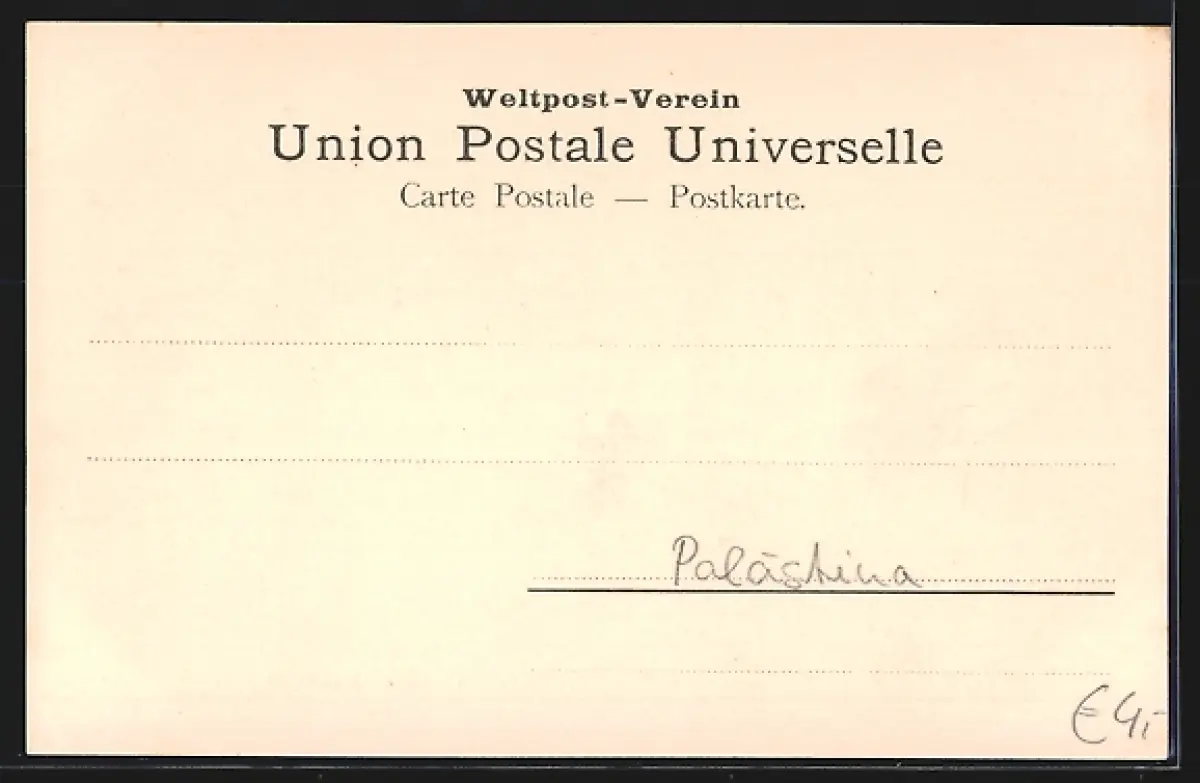 Weltpost-Verein
Union Postale Universelle
Carte Postale — Postkarte.
Palästina
€ 4,-